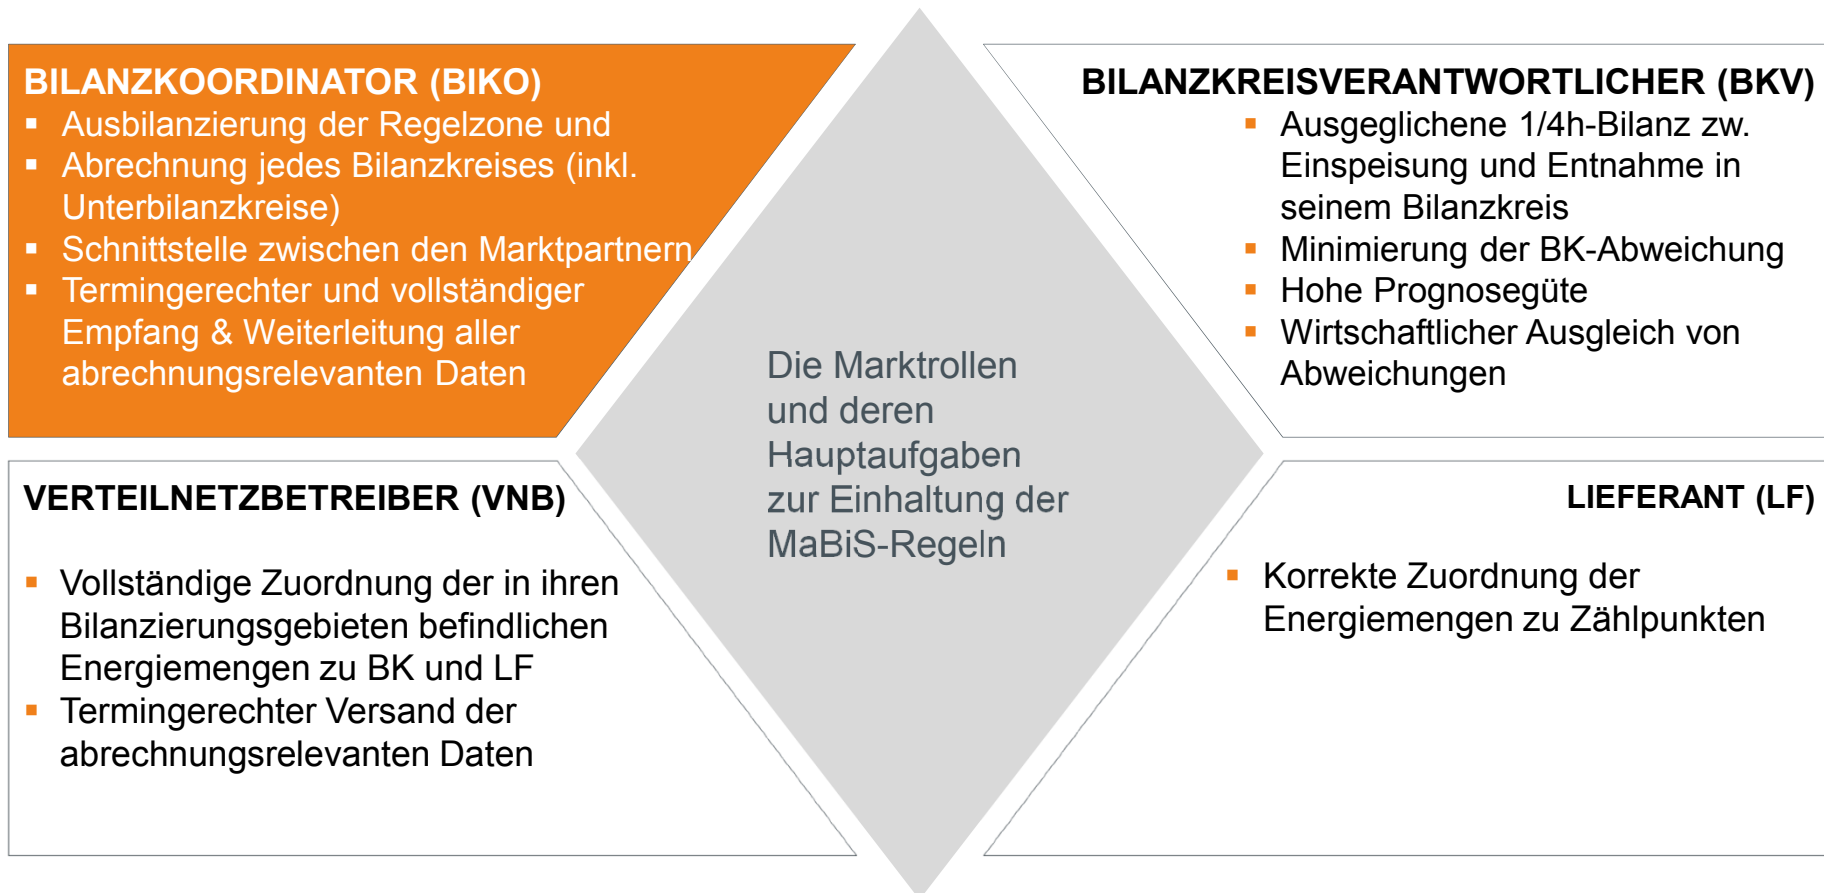 BILANZKOORDINATOR (BIKO)
▪ Ausbilanzierung der Regelzone und
▪ Abrechnung jedes Bilanzkreises (inkl.
Unterbilanzkreise)
▪ Schnittstelle zwischen den Marktpartnern
▪ Termingerechter und vollständiger
Empfang & Weiterleitung aller
abrechnungsrelevanten Daten
BILANZKREISVERANTWORTLICHER (BKV)
▪ Ausgeglichene 1/4h-Bilanz zw.
Einspeisung und Entnahme in
seinem Bilanzkreis
▪ Minimierung der BK-Abweichung
▪ Hohe Prognosegüte
▪ Wirtschaftlicher Ausgleich von
Abweichungen
Die Marktrollen
und deren
Hauptaufgaben
zur Einhaltung der
MaBiS-Regeln
VERTEILNETZBETREIBER (VNB)
▪ Vollständige Zuordnung der in ihren
Bilanzierungsgebieten befindlichen
Energiemengen zu BK und LF
▪ Termingerechter Versand der
abrechnungsrelevanten Daten
LIEFERANT (LF)
▪ Korrekte Zuordnung der
Energiemengen zu Zählpunkten